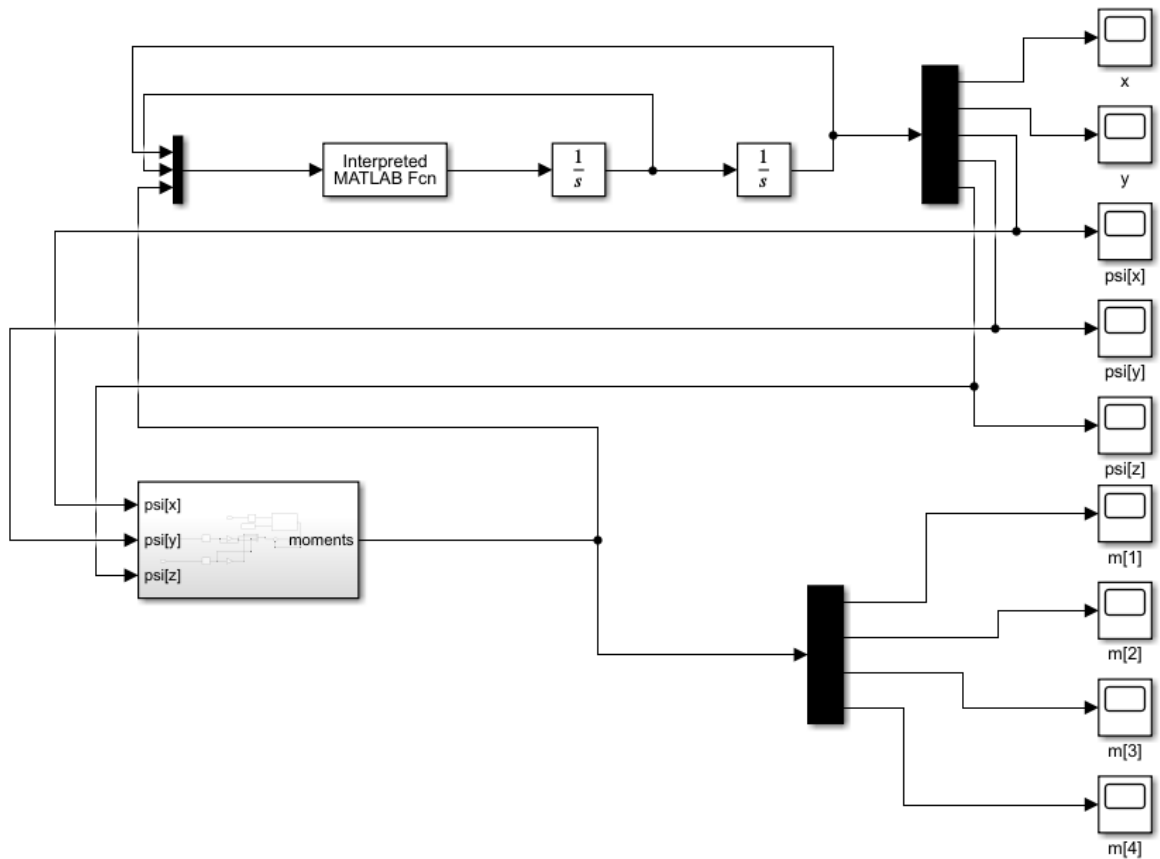 x
Interpreted
MATLAB Fcn
1
s
1
s
y
psi[x]
psi[y]
psi[z]
psi[x]
psi[y]
psi[z]
moments
m[1]
m[2]
m[3]
m[4]